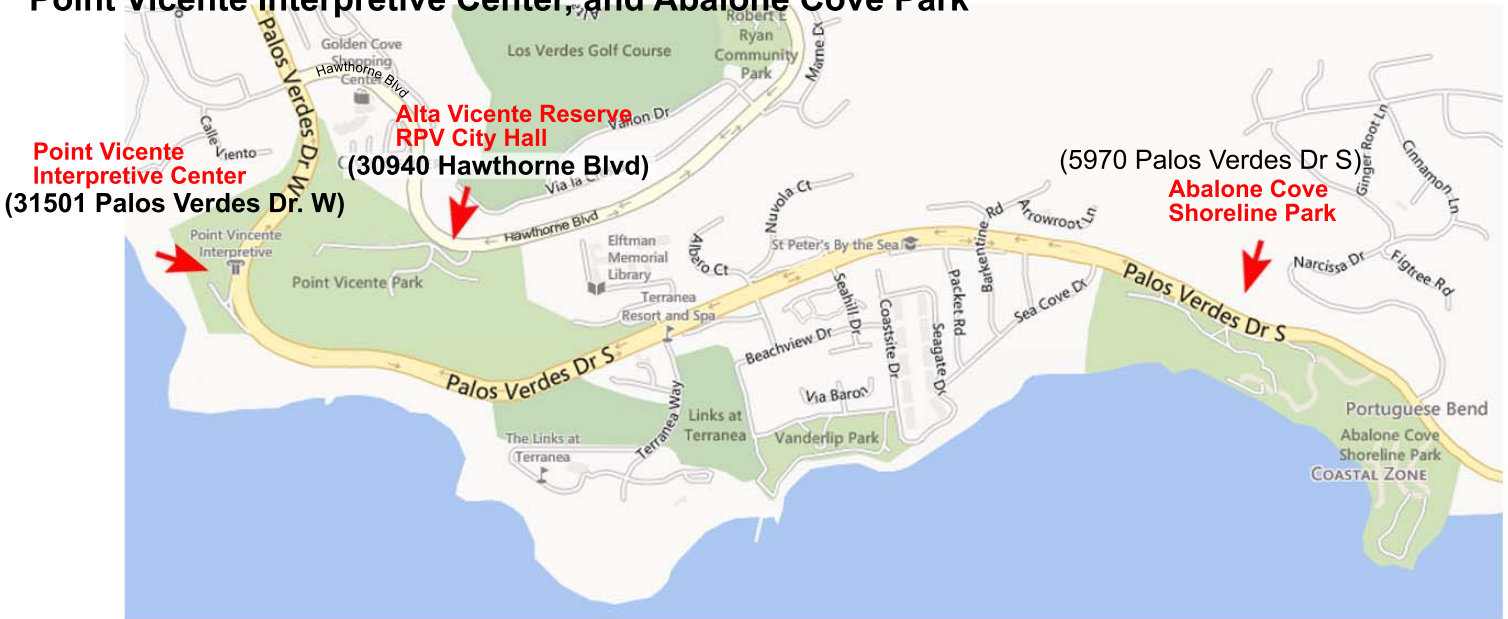 Point Vicente Interpretive Center, and Abalone Cove Park
Robert E
Ryan
Community
Park
Los Verdes Golf Course
Golden Cove
Shopping
Center
Hawthorne Blvd
Palos Verdes Dr W
Marne Dr
Calle Viento
Alta Vicente Reserve
RPV City Hall
(30940 Hawthorne Blvd)
Point Vicente
Interpretive Center
(31501 Palos Verdes Dr. W)
(5970 Palos Verdes Dr S)
Abalone Cove
Shoreline Park
Ginger Root Ln
Cinnamon Ln
Via la C
Hawthorne Blvd
Nuvola Ct
Barkentine Rd
Arrowroot Ln
Point Vincente
Interpretive
Elftman
Memorial
Library
Albero Ct
St Peter's By the Sea
Narcissa Dr
Figtree Rd
Point Vicente Park
Terranea
Resort and Spa
Seahill Dr
Coastsite Dr
Packet Rd
Seagate Dr
Sea Cove Dr
Palos Verdes Dr S
Palos Verdes Dr S
Beachview Dr
Via Baron
Terranea Way
Links at
Terranea
Vanderlip Park
The Links at
Terranea
Portuguese Bend
Abalone Cove
Shoreline Park
COASTAL ZONE